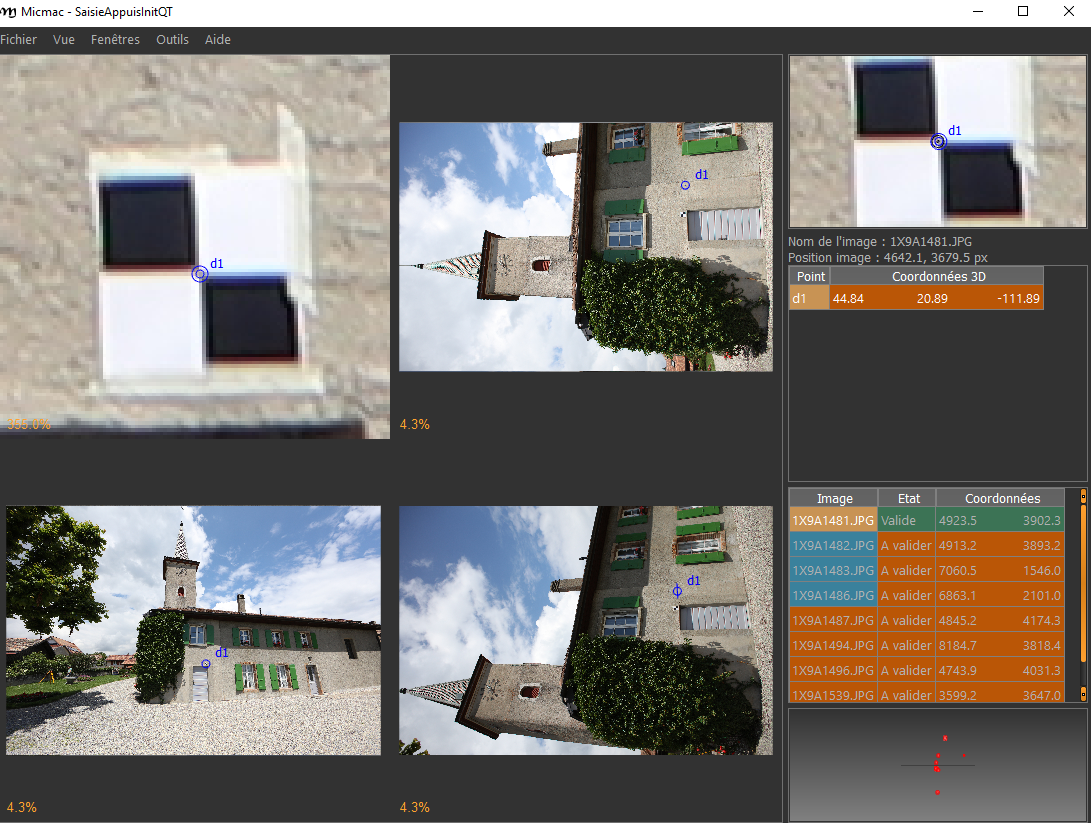 Micmac - SaisieAppuisInitQT
Fichier Vue Fenêtres Outils Aide
d1
355.0%
d1
4.3%
d1
4.3%
d1
4.3%
d1
Nom de l'image : 1X9A1481.JPG
Position image : 4642.1, 3679.5 px
Point Coordonnées 3D
d1 44.84 20.89 -111.89
Image Etat Coordonnées
1X9A1481.JPG Valide 4923.5 3902.3
1X9A1482.JPG A valider 4913.2 3893.2
1X9A1483.JPG A valider 7060.5 1546.0
1X9A1486.JPG A valider 6863.1 2101.0
1X9A1487.JPG A valider 4845.2 4174.3
1X9A1494.JPG A valider 8184.7 3818.4
1X9A1496.JPG A valider 4743.9 4031.3
1X9A1539.JPG A valider 3599.2 3647.0